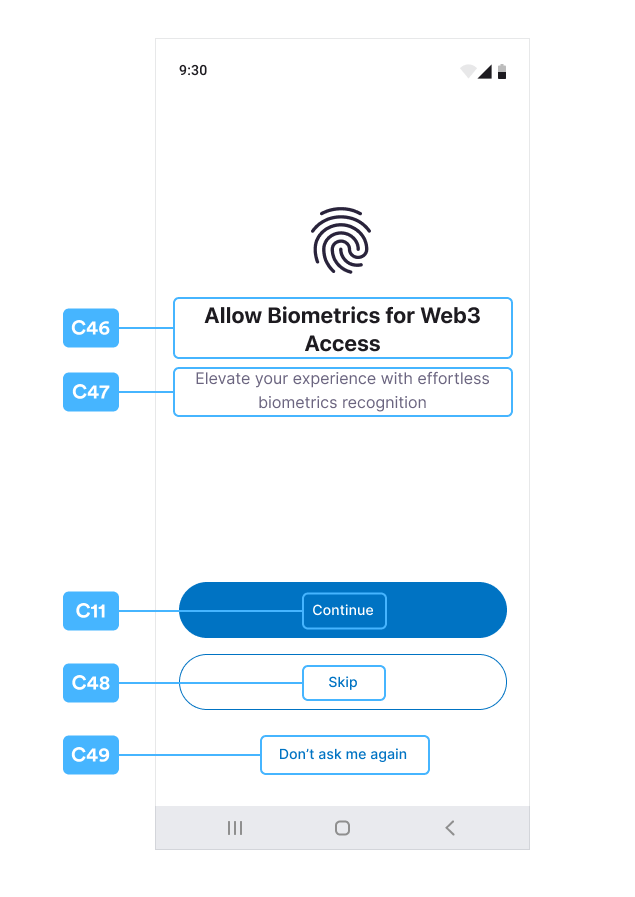 9:30
C46
Allow Biometrics for Web3
Access
C47
Elevate your experience with effortless
biometrics recognition
C11
Continue
C48
Skip
C49
Don’t ask me again